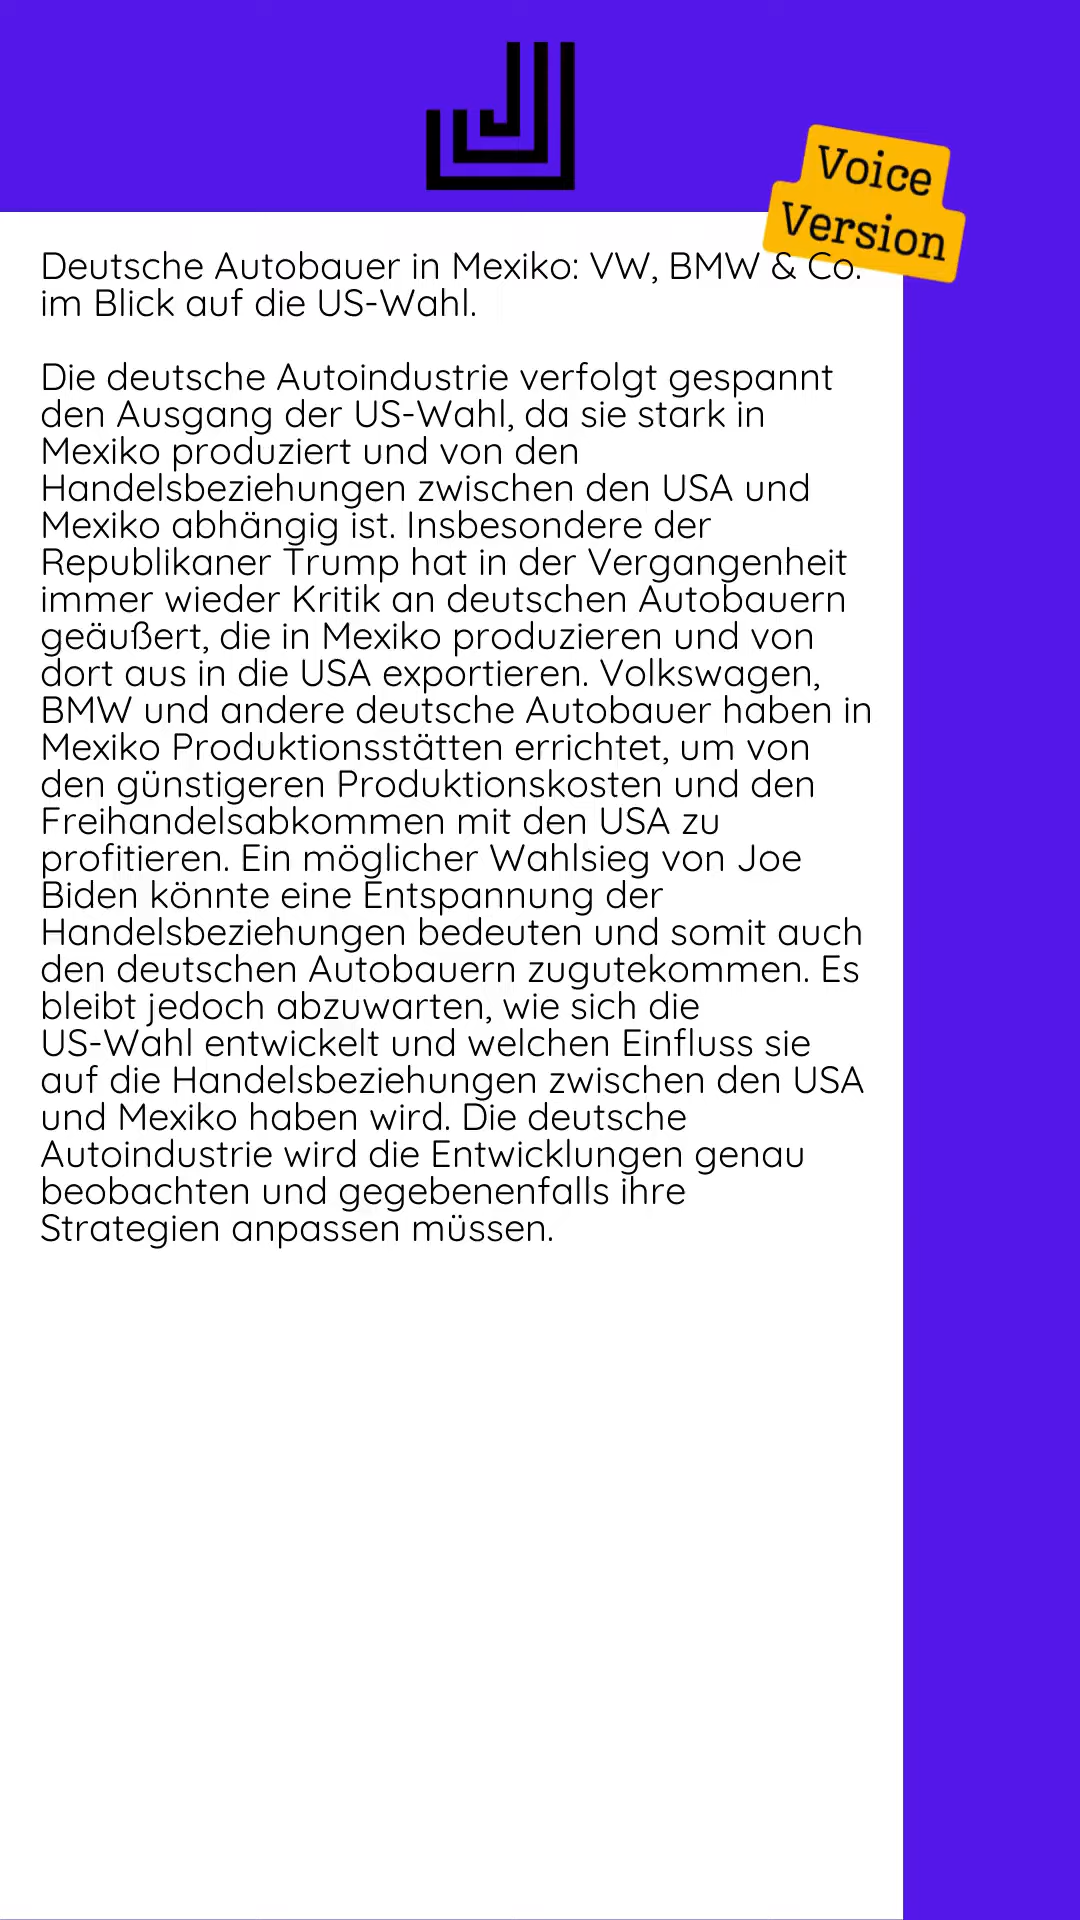 Voice
Version
Deutsche Autobauer in Mexiko: VW, BMW & Co.
im Blick auf die US-Wahl.
Die deutsche Autoindustrie verfolgt gespannt
den Ausgang der US-Wahl, da sie stark in
Mexiko produziert und von den
Handelsbeziehungen zwischen den USA und
Mexiko abhängig ist. Insbesondere der
Republikaner Trump hat in der Vergangenheit
immer wieder Kritik an deutschen Autobauern
geäußert, die in Mexiko produzieren und von
dort aus in die USA exportieren. Volkswagen,
BMW und andere deutsche Autobauer haben in
Mexiko Produktionsstätten errichtet, um von
den günstigeren Produktionskosten und den
Freihandelsabkommen mit den USA zu
profitieren. Ein möglicher Wahlsieg von Joe
Biden könnte eine Entspannung der
Handelsbeziehungen bedeuten und somit auch
den deutschen Autobauern zugutekommen. Es
bleibt jedoch abzuwarten, wie sich die
US-Wahl entwickelt und welchen Einfluss sie
auf die Handelsbeziehungen zwischen den USA
und Mexiko haben wird. Die deutsche
Autoindustrie wird die Entwicklungen genau
beobachten und gegebenenfalls ihre
Strategien anpassen müssen.